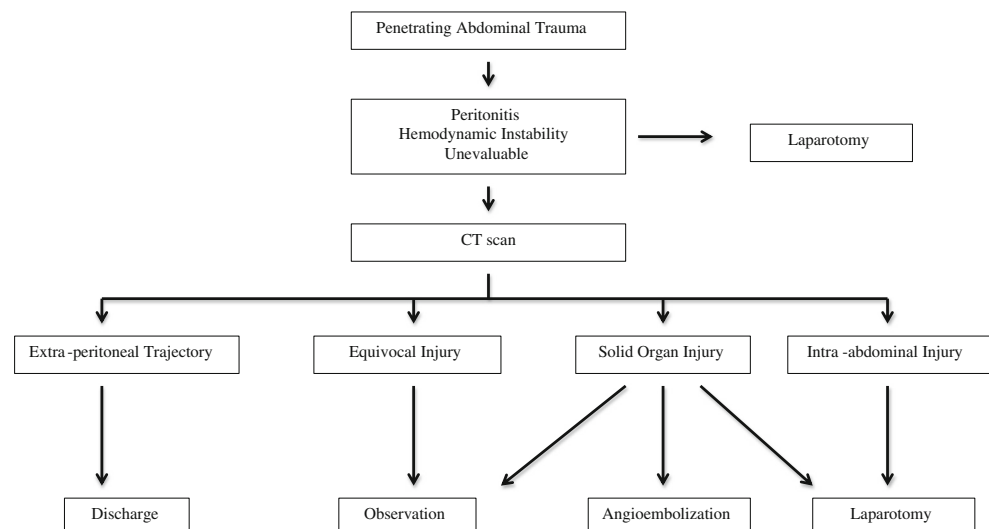 Penetrating Abdominal Trauma
Peritonitis
Hemodynamic Instability
Unevaluable
Laparotomy
CT scan
Extra-peritoneal Trajectory
Equivocal Injury
Solid Organ Injury
Intra-abdominal Injury
Discharge
Observation
Angioembolization
Laparotomy